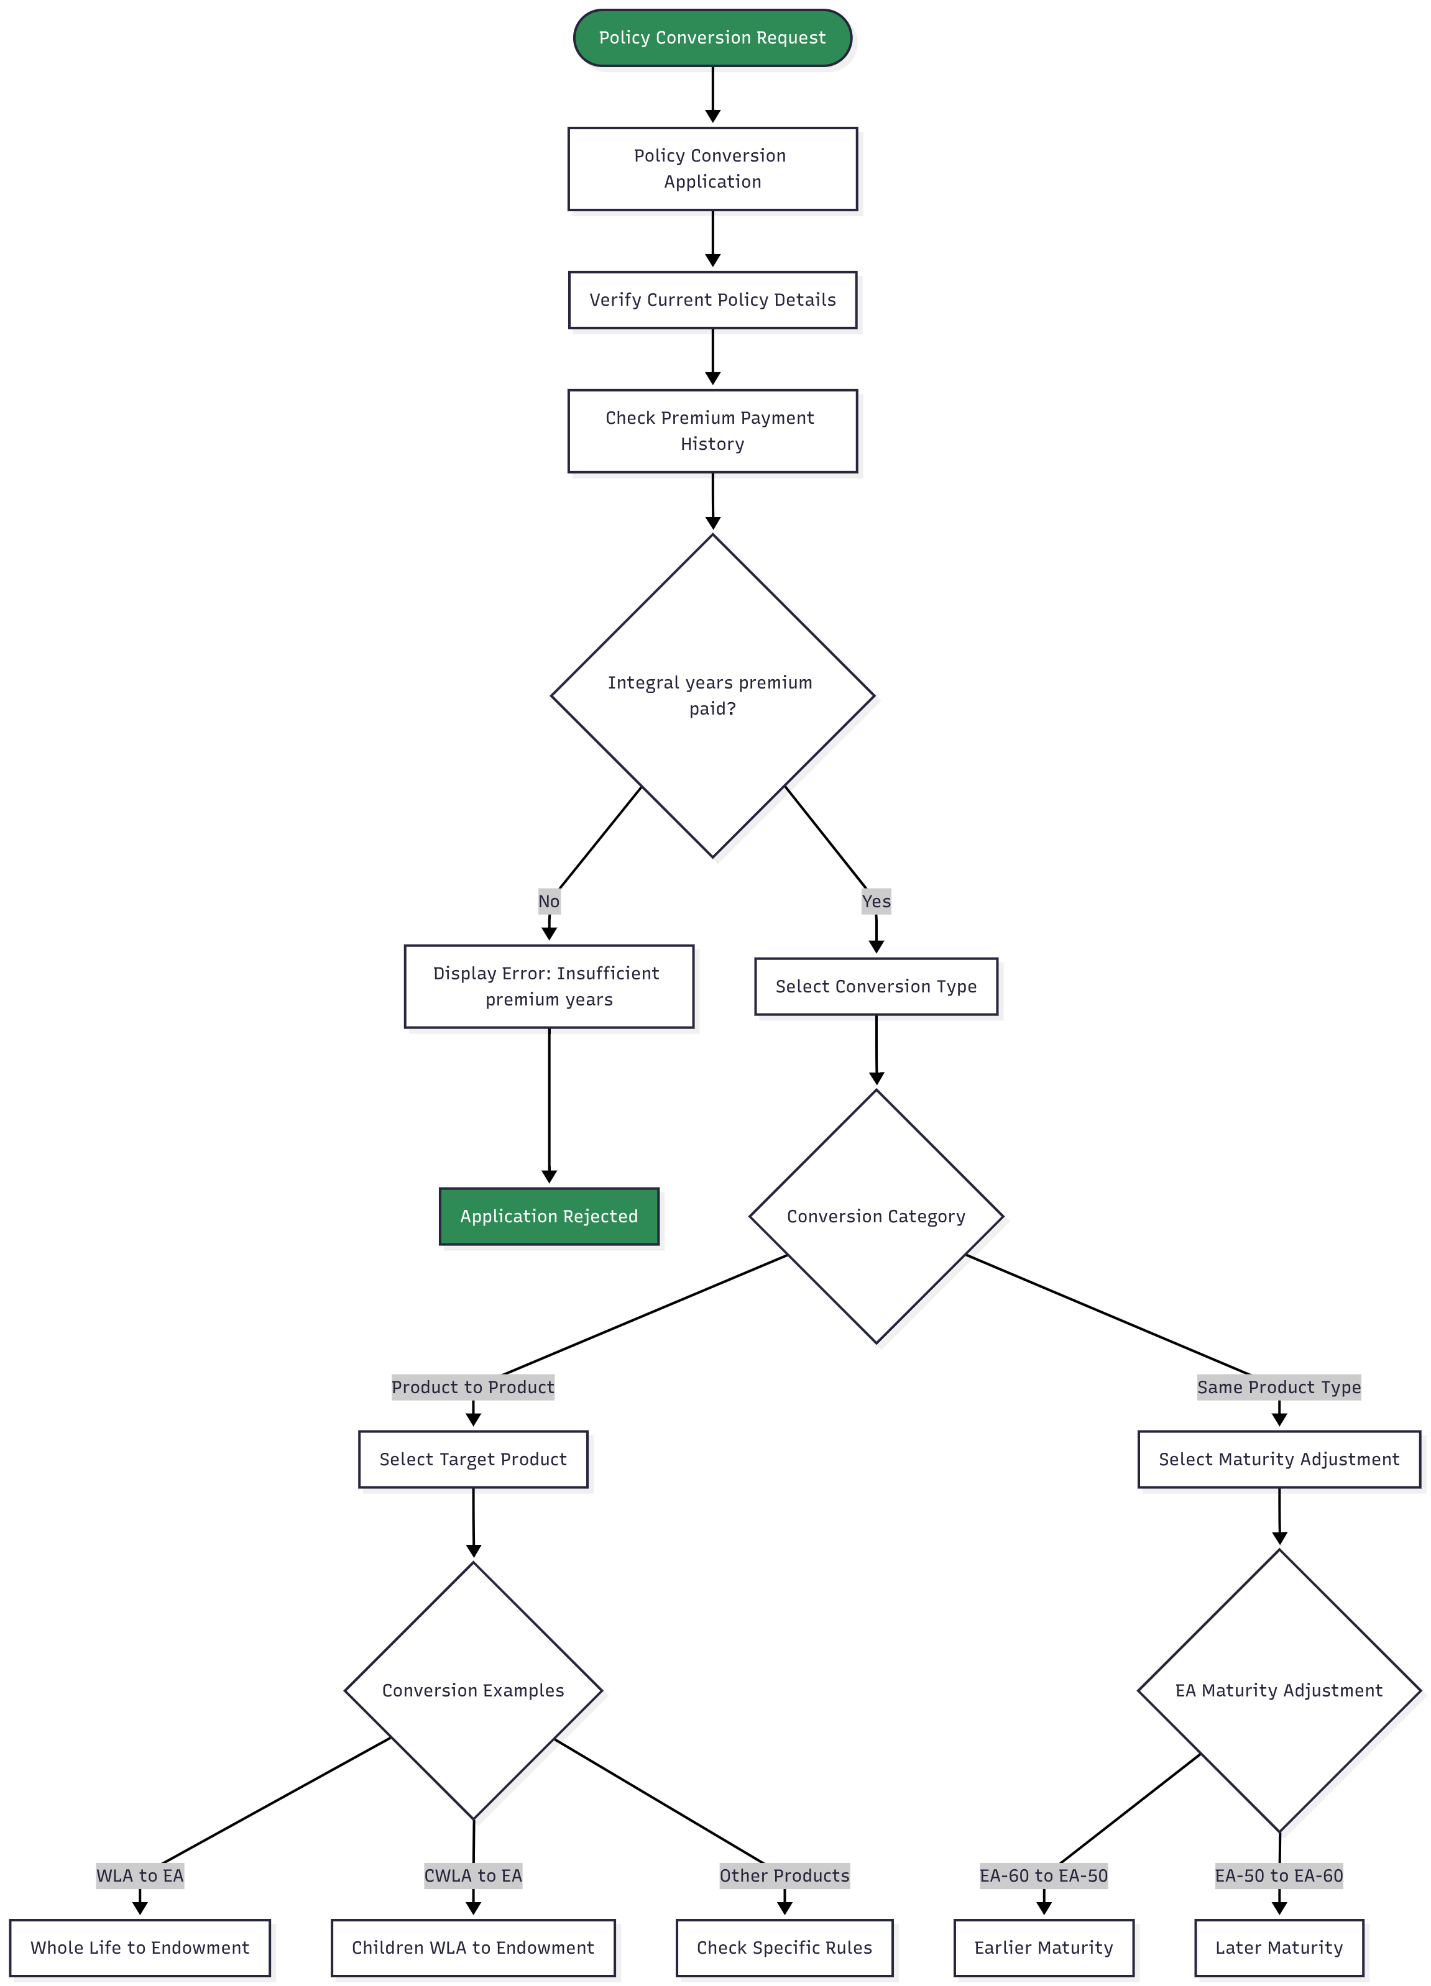 Policy Conversion Request
Policy Conversion
Application
Verify Current Policy Details
Check Premium Payment
History
Integral years premium
paid?
No
Yes
Display Error: Insufficient
premium years
Select Conversion Type
Application Rejected
Conversion Category
Product to Product
Same Product Type
Select Target Product
Select Maturity Adjustment
Conversion Examples
EA Maturity Adjustment
WLA to EA
CWLA to EA
Other Products
EA-60 to EA-50
EA-50 to EA-60
Whole Life to Endowment
Children WLA to Endowment
Check Specific Rules
Earlier Maturity
Later Maturity